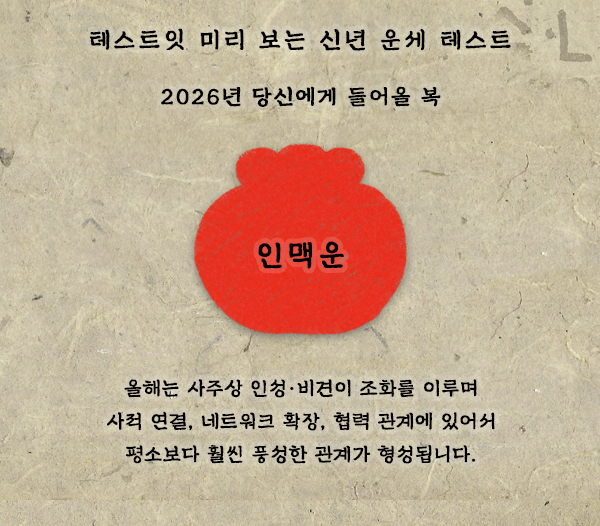 테스트잇 미리 보는 신년 운세 테스트
2026년 당신에게 들어올 복
인맥운
올해는 사주상 인성·비견이 조화를 이루며
사회적 연결, 네트워크 확장, 협력 관계에 있어서
평소보다 훨씬 풍성한 관계가 형성됩니다.